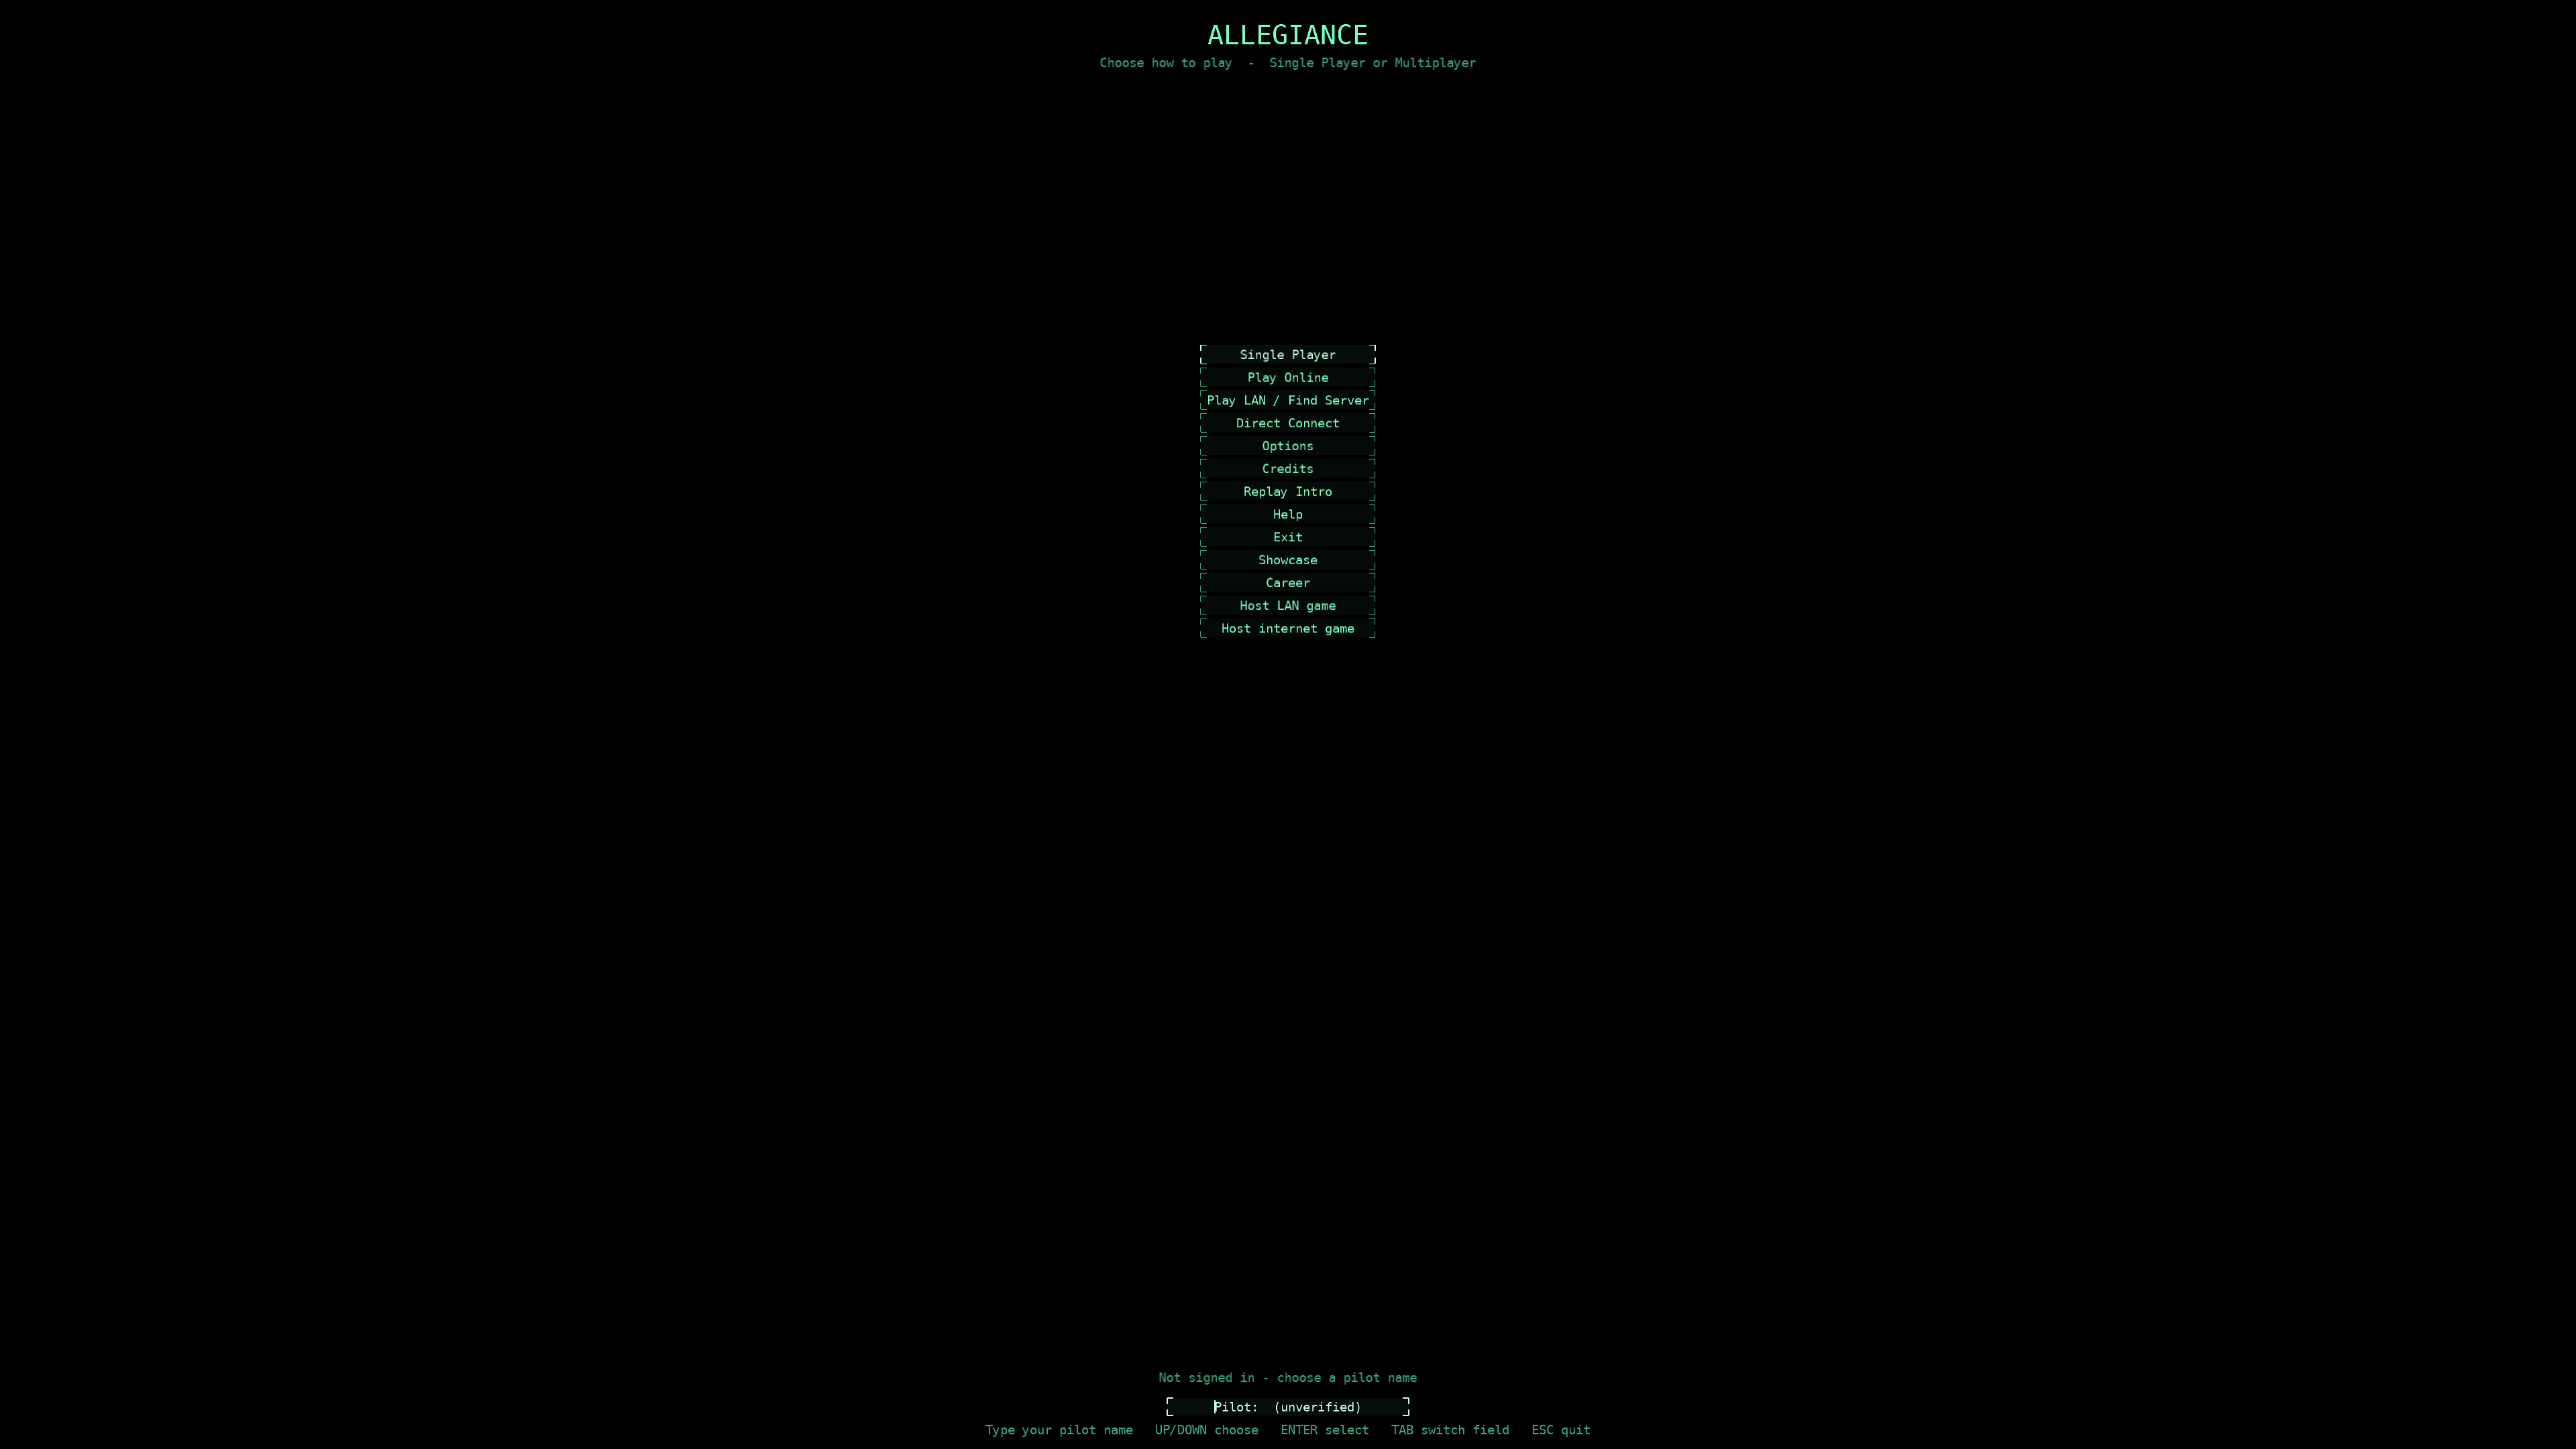 ALLEGIANCE
Choose how to play  -  Single Player or Multiplayer
Single Player
Play Online
Play LAN / Find Server
Direct Connect
Options
Credits
Replay Intro
Help
Exit
Showcase
Career
Host LAN game
Host internet game
Not signed in - choose a pilot name
Pilot:  (unverified)
Type your pilot name   UP/DOWN choose   ENTER select   TAB switch field   ESC quit